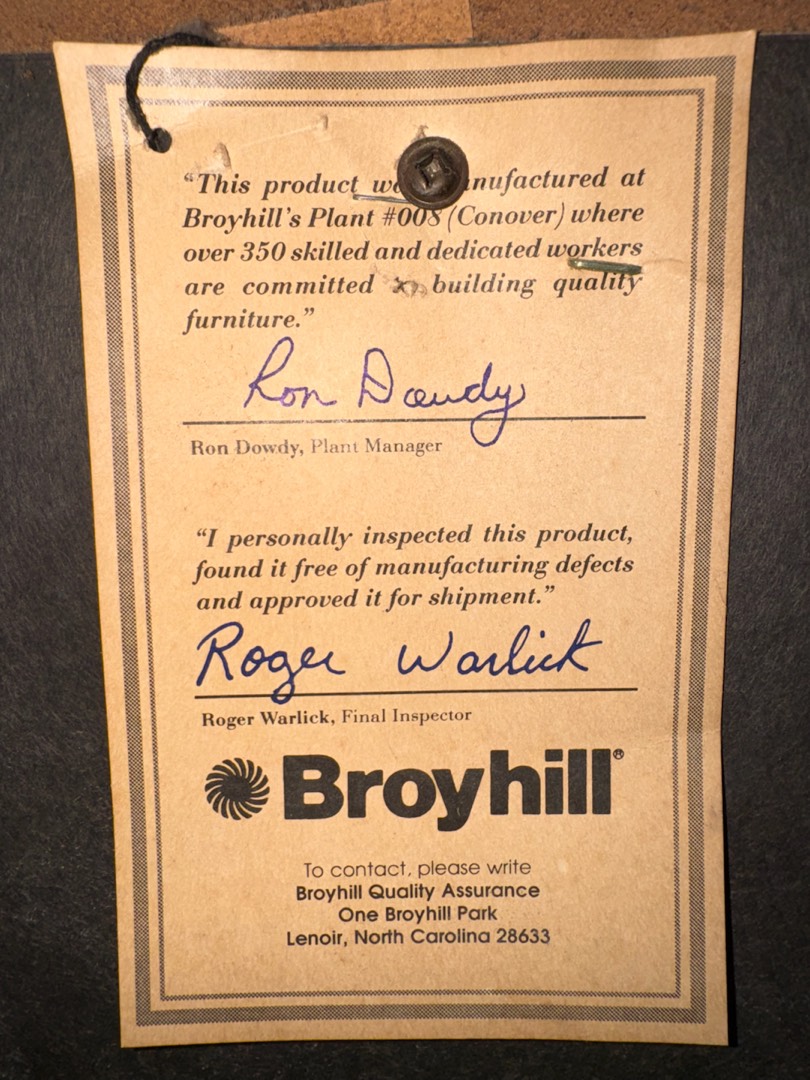 “This product w nufactured at
Broyhill's Plant #008 (Conover) where
over 350 skilled and dedicated workers
are committed building quality
furniture.”
Ron Dowdy
Ron Dowdy, Plant Manager
“I personally inspected this product,
found it free of manufacturing defects
and approved it for shipment.”
Roger Warlick
Roger Warlick, Final Inspector
Broyhill®
To contact, please write
Broyhill Quality Assurance
One Broyhill Park
Lenoir, North Carolina 28633